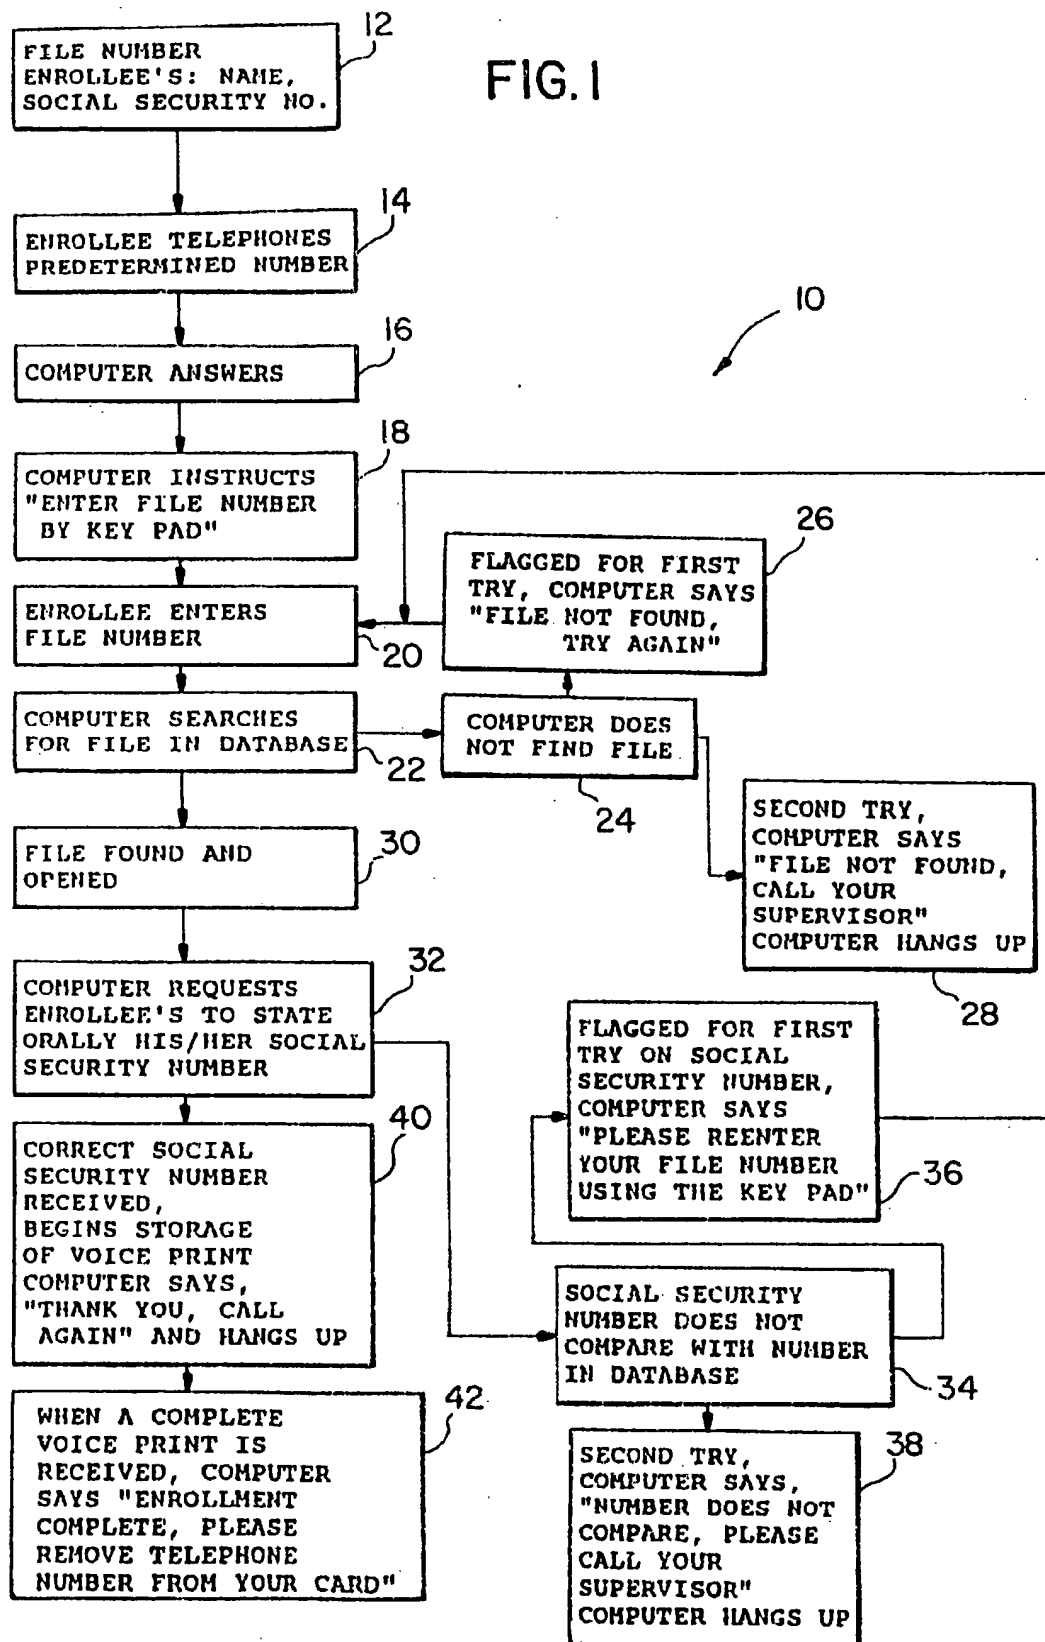 FIG. 1
10
12
FILE NUMBER
ENROLLEE'S: NAME,
SOCIAL SECURITY NO.
14
ENROLLEE TELEPHONES
PREDETERMINED NUMBER
16
COMPUTER ANSWERS
18
COMPUTER INSTRUCTS
"ENTER FILE NUMBER
BY KEY PAD"
ENROLLEE ENTERS
FILE NUMBER
20
26
FLAGGED FOR FIRST
TRY, COMPUTER SAYS
"FILE NOT FOUND,
TRY AGAIN"
COMPUTER SEARCHES
FOR FILE IN DATABASE
22
COMPUTER DOES
NOT FIND FILE
24
SECOND TRY,
COMPUTER SAYS
"FILE NOT FOUND,
CALL YOUR
SUPERVISOR"
COMPUTER HANGS UP
28
FILE FOUND AND
OPENED
30
32
COMPUTER REQUESTS
ENROLLEE'S TO STATE
ORALLY HIS/HER SOCIAL
SECURITY NUMBER
FLAGGED FOR FIRST
TRY ON SOCIAL
SECURITY NUMBER,
COMPUTER SAYS
"PLEASE REENTER
YOUR FILE NUMBER
USING THE KEY PAD"
36
40
CORRECT SOCIAL
SECURITY NUMBER
RECEIVED,
BEGINS STORAGE
OF VOICE PRINT
COMPUTER SAYS,
"THANK YOU, CALL
AGAIN" AND HANGS UP
SOCIAL SECURITY
NUMBER DOES NOT
COMPARE WITH NUMBER
IN DATABASE
34
42
WHEN A COMPLETE
VOICE PRINT IS
RECEIVED, COMPUTER
SAYS "ENROLLMENT
COMPLETE, PLEASE
REMOVE TELEPHONE
NUMBER FROM YOUR CARD"
38
SECOND TRY,
COMPUTER SAYS,
"NUMBER DOES NOT
COMPARE, PLEASE
CALL YOUR
SUPERVISOR"
COMPUTER HANGS UP